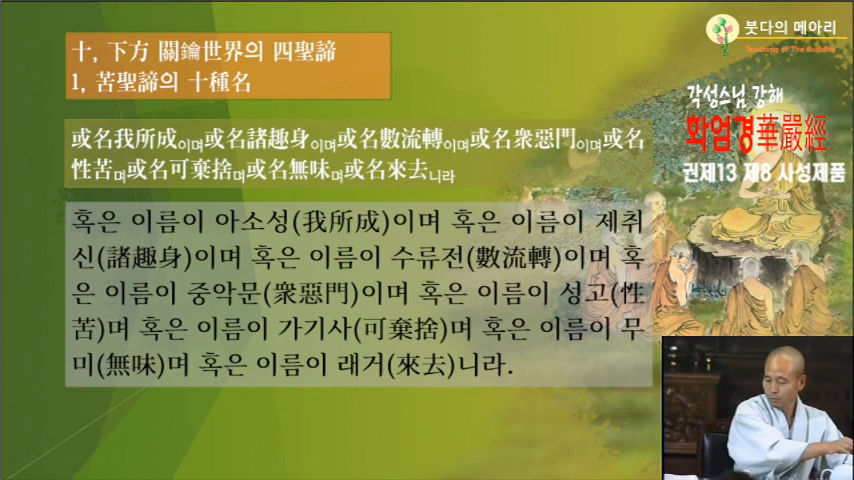 붓다의 메아리
Teaching of The Buddha
十, 下方 關鑰世界의 四聖諦
1, 苦聖諦의 十種名
각성스님 강해
화엄경華嚴經
권제13 제8 사성제품
或名我所成이며或名諸趣身이며或名數流轉이며或名衆惡門이며或名
性苦며或名可棄捨며或名無味며或名來去니라
혹은 이름이 아소성(我所成)이며 혹은 이름이 제취
신(諸趣身)이며 혹은 이름이 수류전(數流轉)이며 혹
은 이름이 중악문(衆惡門)이며 혹은 이름이 성고(性
苦)며 혹은 이름이 가기사(可棄捨)며 혹은 이름이 무
미(無味)며 혹은 이름이 래거(來去)니라.